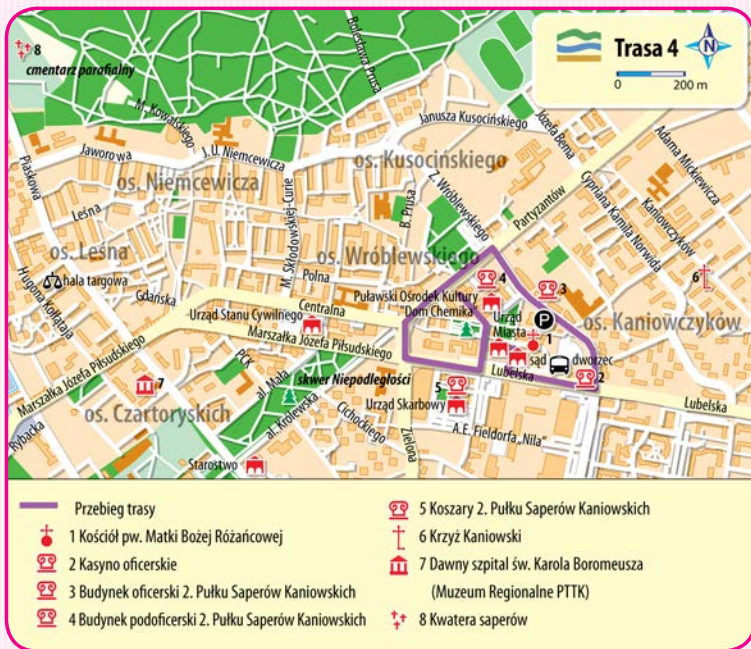 Trasa 4
N
0 200 m
8
cmentarz parafialny
Bolesława Prusa
M. Kowalskiego
Janusza Kusocińskiego
Józefa Bema
Adama Mickiewicza
Piaskowa
Jaworowa
J. U. Niemcewicza
os. Kusocińskiego
os. Niemcewicza
Z. Wróblewskiego
Partyzantów
Cypriana Kamila Norwida
Kaniowczyków
Leśna
M. Skłodowskiej-Curie
B. Prusa
os. Leśna
os. Wróblewskiego
Polna
hala targowa
Gdańska
Hugona Kołłątaja
Centralna
Urząd Stanu Cywilnego
Puławski Ośrodek Kultury
"Dom Chemika"
4
3
6
Urząd
Miasta
P
1
os. Kaniowczyków
Marszałka Józefa Piłsudskiego
sąd
dworzec
Lubelska
2
Lubelska
PCK
al. Mała
skwer Niepodległości
5
Urząd Skarbowy
7
Marszałka Józefa Piłsudskiego
os. Czartoryskich
al. Królewska
Cichockiego
Zielona
A.E. Fieldorfa „Nila"
Rybacka
Starostwo
Przebieg trasy
1 Kościół pw. Matki Bożej Różańcowej
2 Kasyno oficerskie
3 Budynek oficerski 2. Pułku Saperów Kaniowskich
4 Budynek podoficerski 2. Pułku Saperów Kaniowskich
5 Koszary 2. Pułku Saperów Kaniowskich
6 Krzyż Kaniowski
7 Dawny szpital św. Karola Boromeusza
(Muzeum Regionalne PTTK)
8 Kwatera saperów